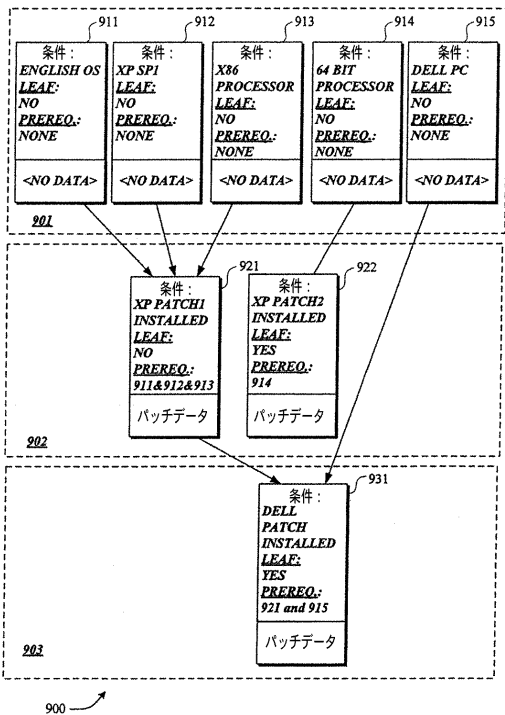 911
912
913
914
915
条件：
ENGLISH OS
LEAF:
NO
PREREQ.:
NONE
<NO DATA>
条件：
XP SP1
LEAF:
NO
PREREQ.:
NONE
<NO DATA>
条件：
X86
PROCESSOR
LEAF:
NO
PREREQ.:
NONE
<NO DATA>
条件：
64 BIT
PROCESSOR
LEAF:
NO
PREREQ.:
NONE
<NO DATA>
条件：
DELL PC
LEAF:
NO
PREREQ.:
NONE
<NO DATA>
901
921
922
条件：
XP PATCH1
INSTALLED
LEAF:
NO
PREREQ.:
911&912&913
パッチデータ
条件：
XP PATCH2
INSTALLED
LEAF:
YES
PREREQ.:
914
パッチデータ
902
931
条件：
DELL
PATCH
INSTALLED
LEAF:
YES
PREREQ.:
921 and 915
パッチデータ
903
900